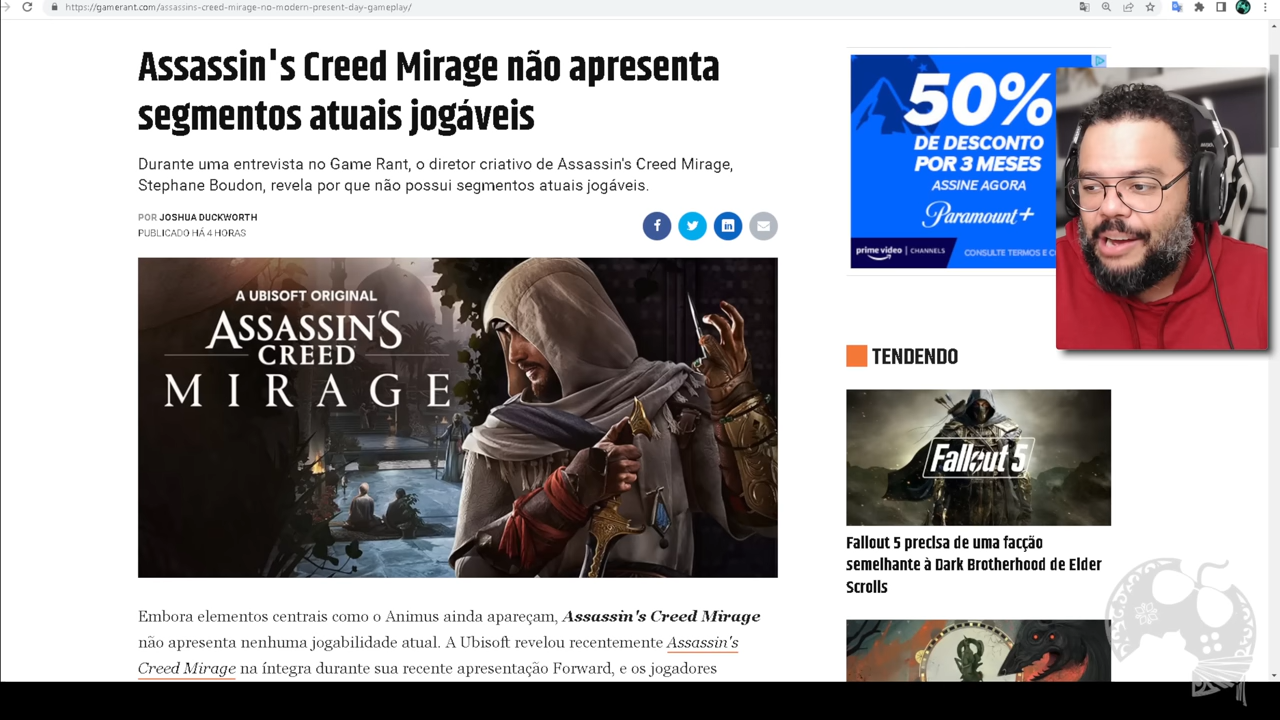 https://gamerant.com/assassins-creed-mirage-no-modern-present-day-gameplay/
Assassin's Creed Mirage não apresenta
segmentos atuais jogáveis
Durante uma entrevista no Game Rant, o diretor criativo de Assassin's Creed Mirage,
Stephane Boudon, revela por que não possui segmentos atuais jogáveis.
POR JOSHUA DUCKWORTH
PUBLICADO HÁ 4 HORAS
A UBISOFT ORIGINAL
ASSASSIN'S
CREED
MIRAGE
Embora elementos centrais como o Animus ainda apareçam, Assassin's Creed Mirage
não apresenta nenhuma jogabilidade atual. A Ubisoft revelou recentemente Assassin's
Creed Mirage na íntegra durante sua recente apresentação Forward, e os jogadores
50%
DE DESCONTO
POR 3 MESES
ASSINE AGORA
Paramount+
prime video | CHANNELS
CONSULTE TERMOS E
TENDENDO
Fallout 5
Fallout 5 precisa de uma facção
semelhante à Dark Brotherhood de Elder
Scrolls